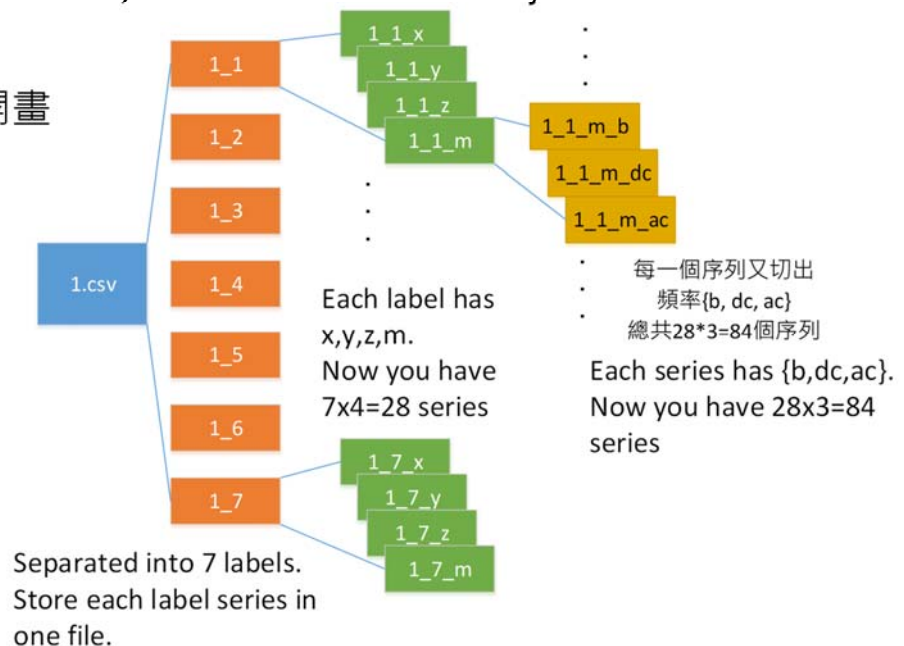 1.csv
1_1
1_2
1_3
1_4
1_5
1_6
1_7
Separated into 7 labels.
Store each label series in
one file.
1_1_x
1_1_y
1_1_z
1_1_m
Each label has
x,y,z,m.
Now you have
7x4=28 series
1_7_x
1_7_y
1_7_z
1_7_m
1_1_m_b
1_1_m_dc
1_1_m_ac
每一個序列又切出
頻率{b, dc, ac}
總共28*3=84個序列
Each series has {b,dc,ac}.
Now you have 28x3=84
series
畫